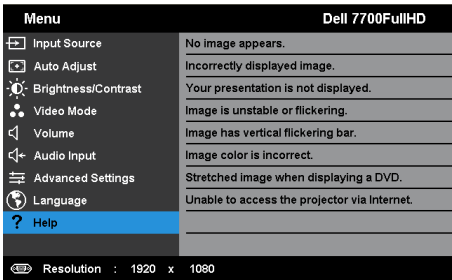 Menu Dell 7700FullHD
Input Source No image appears.
Auto Adjust Incorrectly displayed image.
Brightness/Contrast Your presentation is not displayed.
Video Mode Image is unstable or flickering.
Volume Image has vertical flickering bar.
Audio Input Image color is incorrect.
Advanced Settings Stretched image when displaying a DVD.
Language Unable to access the projector via Internet.
? Help
Resolution : 1920 x 1080